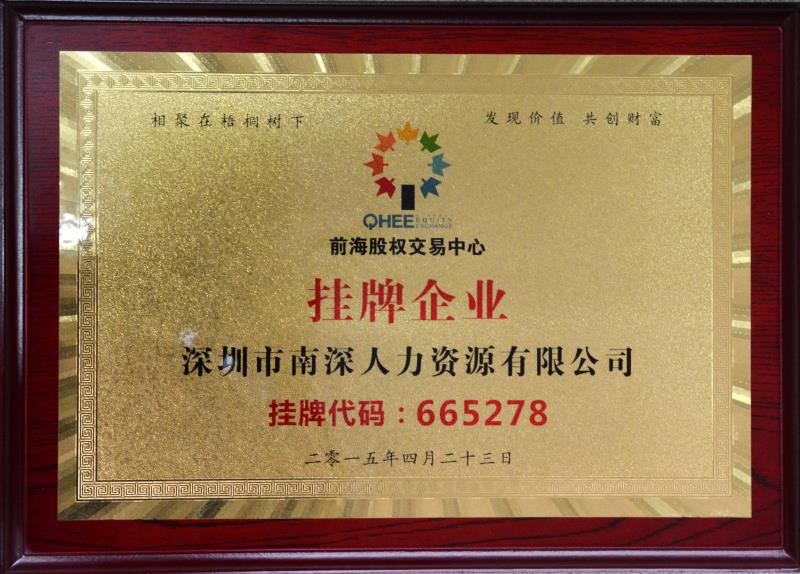 相聚在梧桐树下
发现价值 共创财富
QHEE EQUITY EXCHANGE
前海股权交易中心
挂牌企业
深圳市南深人力资源有限公司
挂牌代码：665278
二零一五年四月二十三日